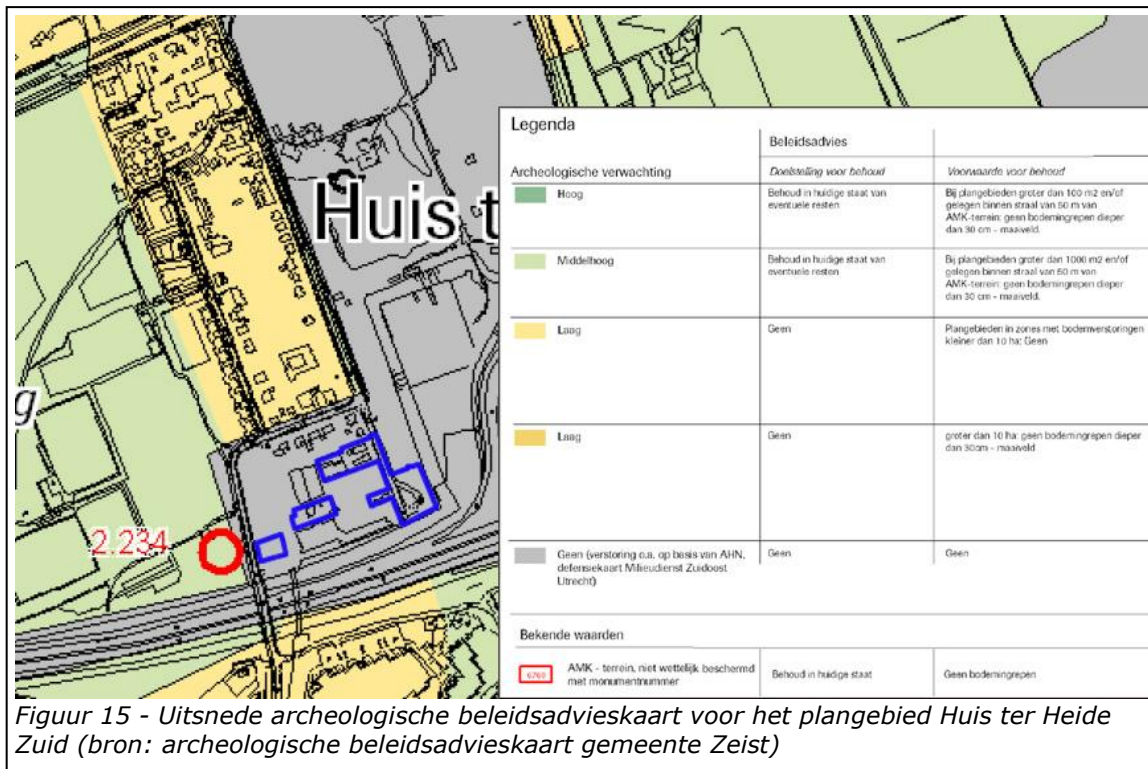 Huis t
g
2.234
Legenda
Beleidsadvies
Archeologische verwachting
Doelstelling voor behoud
Voorwaarde voor behoud
Hoog
Behoud in huidige staat van
eventuele resten
Bij plangebieden groter dan 100 m2 en/of
gelegen binnen straal van 50 m van
AMK-terrein: geen bodemingrepen dieper
dan 30 cm - maaiveld.
Middelhoog
Behoud in huidige staat van
eventuele resten
Bij plangebieden groter dan 1000 m2 en/of
gelegen binnen straal van 50 m van
AMK-terrein: geen bodemingrepen dieper
dan 30 cm - maaiveld.
Laag
Geen
Plangebieden in zones met bodemverstoringen
kleiner dan 10 ha: Geen
Laag
Geen
groter dan 10 ha: geen bodemingrepen dieper
dan 30cm - maaiveld
Geen (verstoring o.a. op basis van AHN,
defensiekaart Milieudienst Zuidoost
Utrecht)
Geen
Geen
Bekende waarden
6760
AMK - terrein, niet wettelijk beschermd
met monumentnummer
Behoud in huidige staat
Geen bodemingrepen
Figuur 15 - Uitsnede archeologische beleidsadvieskaart voor het plangebied Huis ter Heide
Zuid (bron: archeologische beleidsadvieskaart gemeente Zeist)